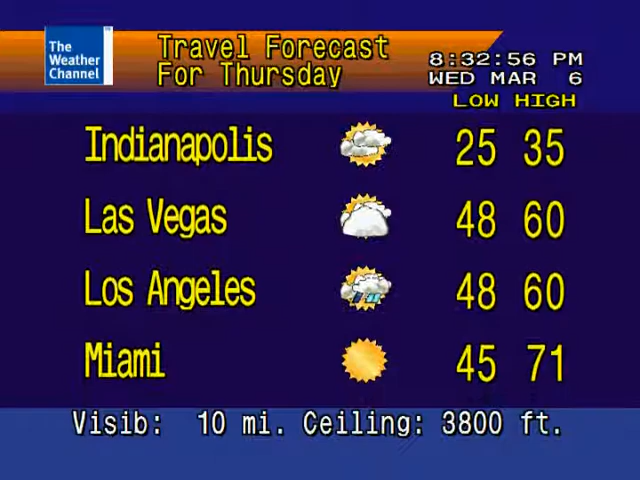 The
Weather
Channel
Travel Forecast
For Thursday
8:32:56 PM
WED MAR 6
LOW HIGH
Indianapolis 25 35
Las Vegas 48 60
Los Angeles 48 60
Miami 45 71
Visib: 10 mi. Ceiling: 3800 ft.